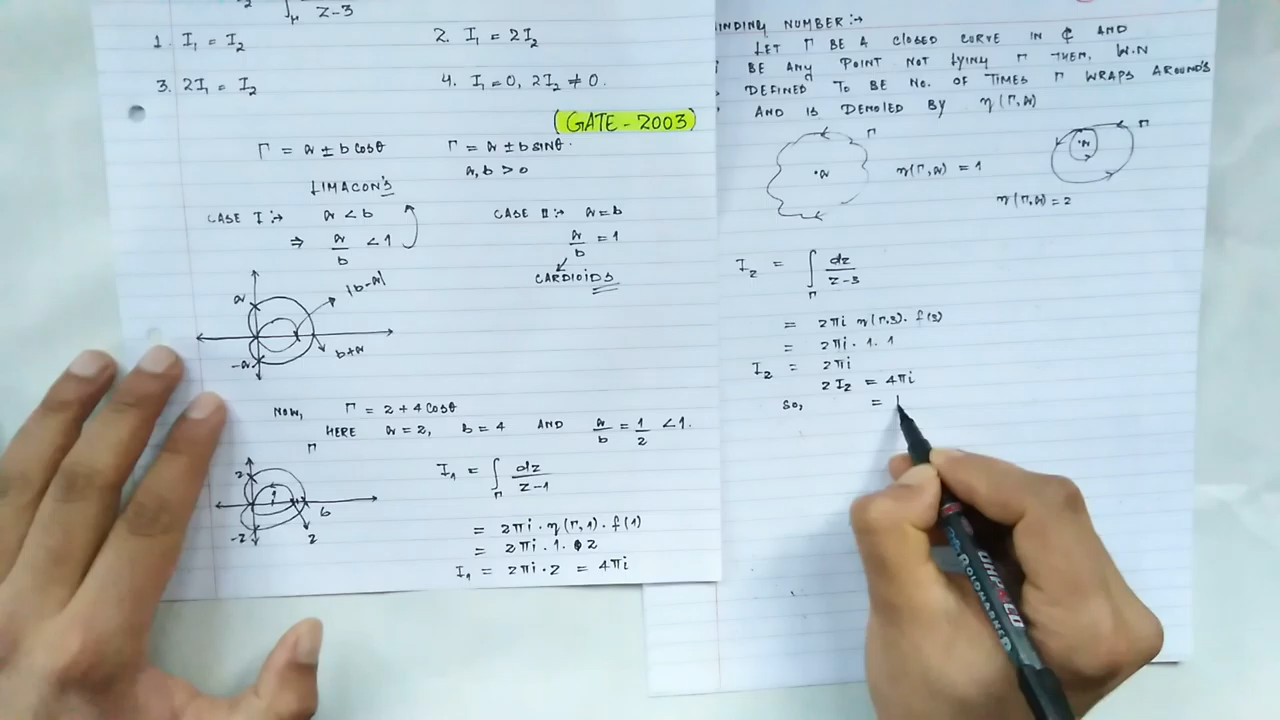 ∫Γ z-3
1. I₁ = I₂
2. I₁ = 2I₂
3. 2I₁ = I₂
4. I₁=0, 2I₂ ≠ 0.
(GATE-2003)
Γ = a ± b cosθ
Γ = a ± b sinθ.
a, b > 0
LIMACON'S
CASE I:→ a < b
⇒ a/b < 1
CASE II:→ a=b
a/b = 1
CARDIOIDS
a
|b-a|
-a
b+a
NOW, Γ = 2+4cosθ
HERE a=2, b=4 AND a/b = 1/2 < 1.
Γ
2
1
6
-2
2
I₁ = ∫Γ dz/z-1
= 2πi · η(Γ,1) · f(1)
= 2πi · 1. 2
I₁ = 2πi·2 = 4πi
INDING NUMBER:→
LET Γ BE A CLOSED CURVE IN ₵ AND
BE ANY POINT NOT LYING Γ THEN, W.N
DEFINED TO BE NO. OF TIMES Γ WRAPS AROUND
AND IS DENOLED BY η(Γ,a)
Γ
·a
η(Γ,a) = 1
Γ
·a
η(Γ,a)=2
I₂ = ∫Γ dz/z-3
= 2πi η(Γ,3). f(3)
= 2πi. 1. 1
I₂ = 2πi
2I₂ = 4πi
SO, =